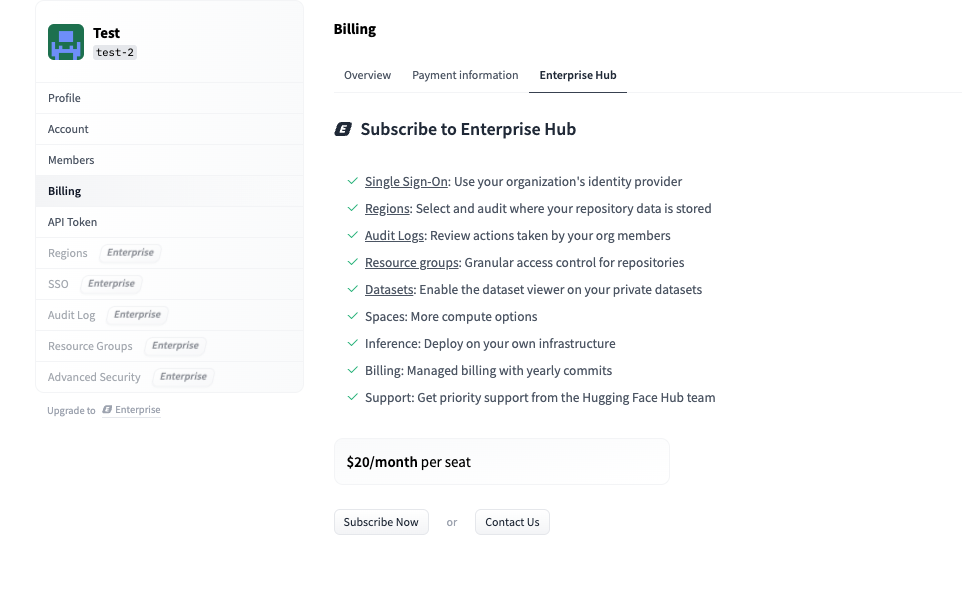 Test
test-2
Profile
Account
Members
Billing
API Token
Regions Enterprise
SSO Enterprise
Audit Log Enterprise
Resource Groups Enterprise
Advanced Security Enterprise
Upgrade to E Enterprise
Billing
Overview Payment information Enterprise Hub
E Subscribe to Enterprise Hub
Single Sign-On: Use your organization's identity provider
Regions: Select and audit where your repository data is stored
Audit Logs: Review actions taken by your org members
Resource groups: Granular access control for repositories
Datasets: Enable the dataset viewer on your private datasets
Spaces: More compute options
Inference: Deploy on your own infrastructure
Billing: Managed billing with yearly commits
Support: Get priority support from the Hugging Face Hub team
$20/month per seat
Subscribe Now or Contact Us